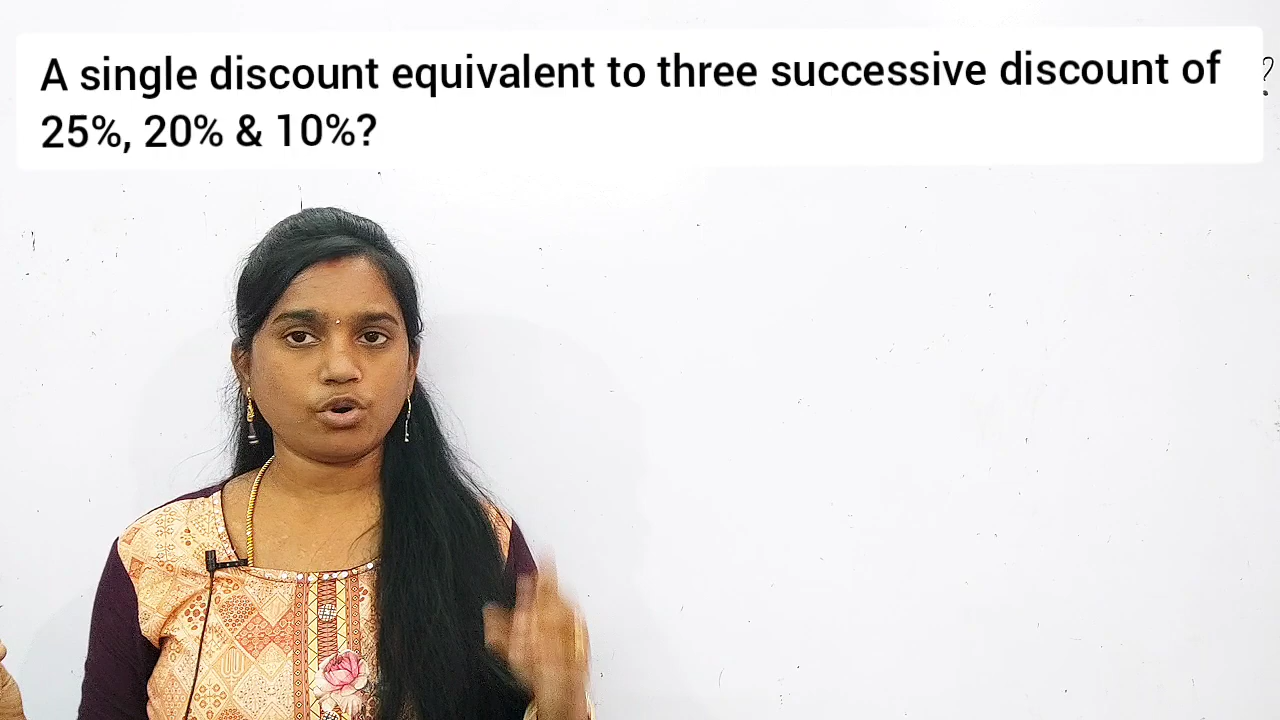 A single discount equivalent to three successive discount of
25%, 20% & 10%?
?